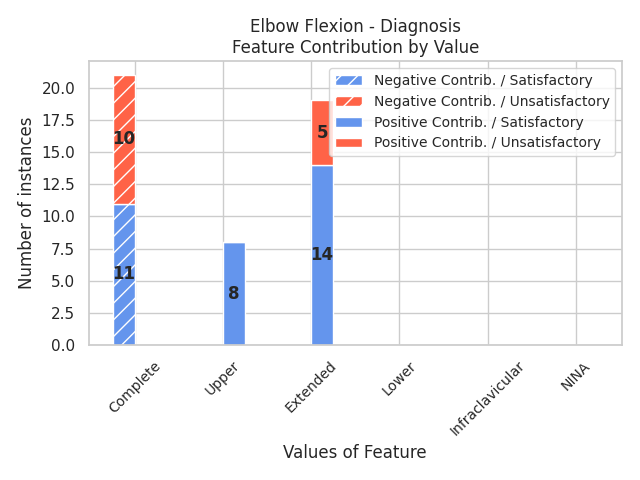 Elbow Flexion - Diagnosis
Feature Contribution by Value
Negative Contrib. / Satisfactory
Negative Contrib. / Unsatisfactory
Positive Contrib. / Satisfactory
Positive Contrib. / Unsatisfactory
Number of instances
20.0
17.5
15.0
12.5
10.0
7.5
5.0
2.5
0.0
10
11
8
5
14
Complete
Upper
Extended
Lower
Infraclavicular
NINA
Values of Feature